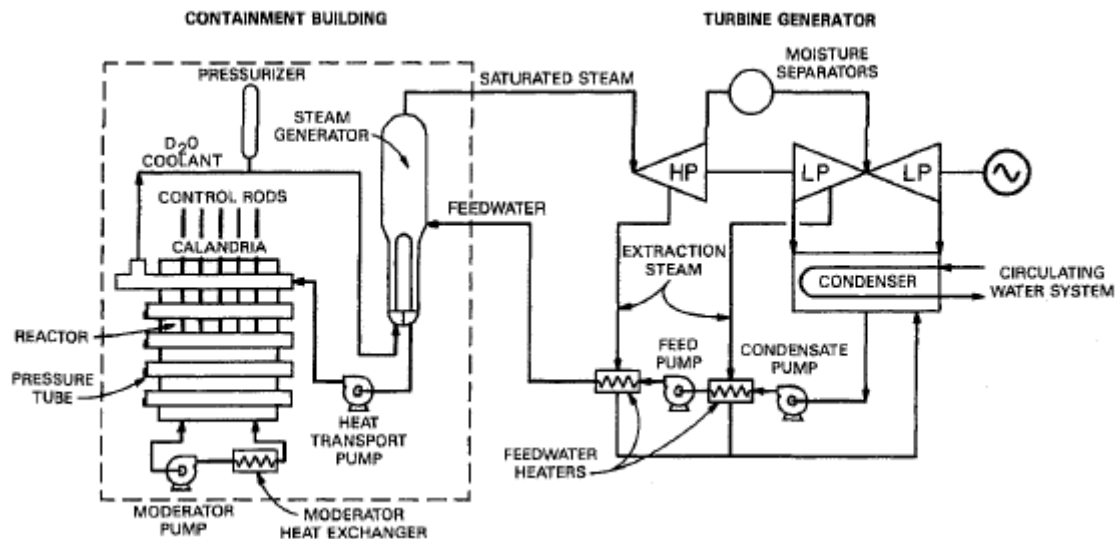 CONTAINMENT BUILDING
TURBINE GENERATOR
PRESSURIZER
MOISTURE
SEPARATORS
SATURATED STEAM
STEAM
GENERATOR
D2O
COOLANT
HP
LP
LP
CONTROL RODS
FEEDWATER
CALANDRIA
EXTRACTION
STEAM
CONDENSER
CIRCULATING
WATER SYSTEM
REACTOR
FEED
PUMP
CONDENSATE
PUMP
PRESSURE
TUBE
HEAT
TRANSPORT
PUMP
FEEDWATER
HEATERS
MODERATOR
PUMP
MODERATOR
HEAT EXCHANGER